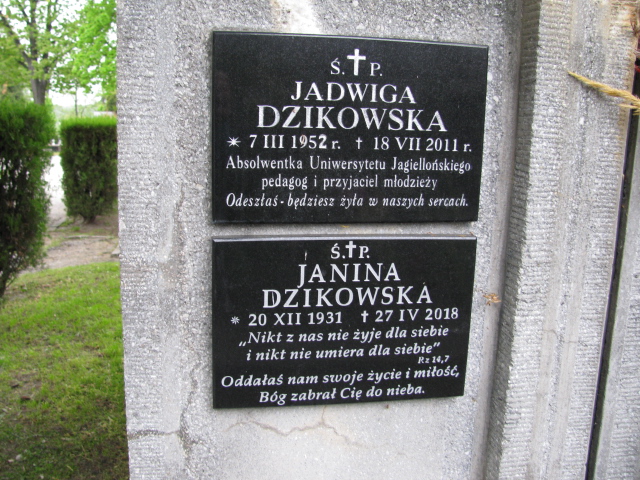 Ś. † P.
JADWIGA
DZIKOWSKA
✶ 7 III 1952 r. † 18 VII 2011 r.
Absolwentka Uniwersytetu Jagiellońskiego
pedagog i przyjaciel młodzieży
Odeszłaś - będziesz żyła w naszych sercach.
Ś.†P.
JANINA
DZIKOWSKA
✶ 20 XII 1931 † 27 IV 2018
„Nikt z nas nie żyje dla siebie
i nikt nie umiera dla siebie"
Rz 14,7
Oddałaś nam swoje życie i miłość,
Bóg zabrał Cię do nieba.